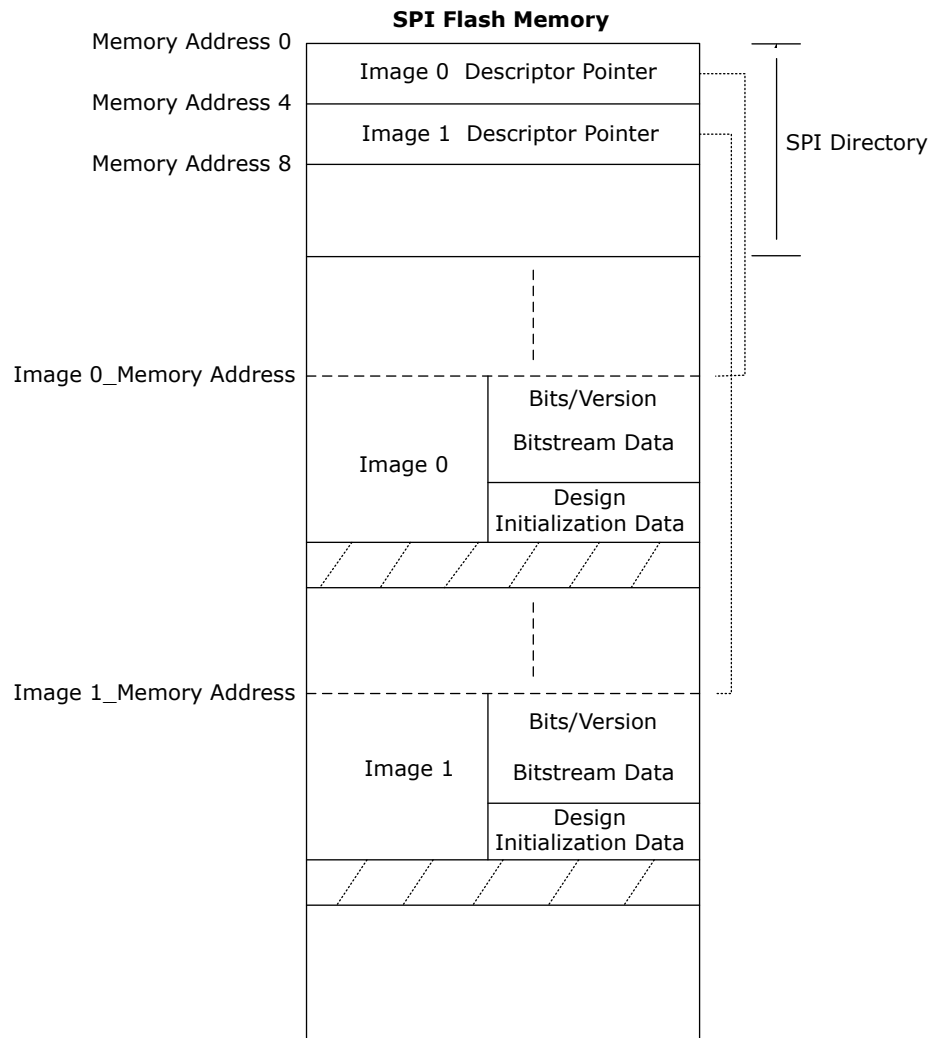 SPI Flash Memory
Memory Address 0
Image 0 Descriptor Pointer
Memory Address 4
Image 1 Descriptor Pointer
SPI Directory
Memory Address 8
Image 0_Memory Address
Bits/Version
Bitstream Data
Image 0
Design
Initialization Data
Image 1_Memory Address
Bits/Version
Image 1
Bitstream Data
Design
Initialization Data